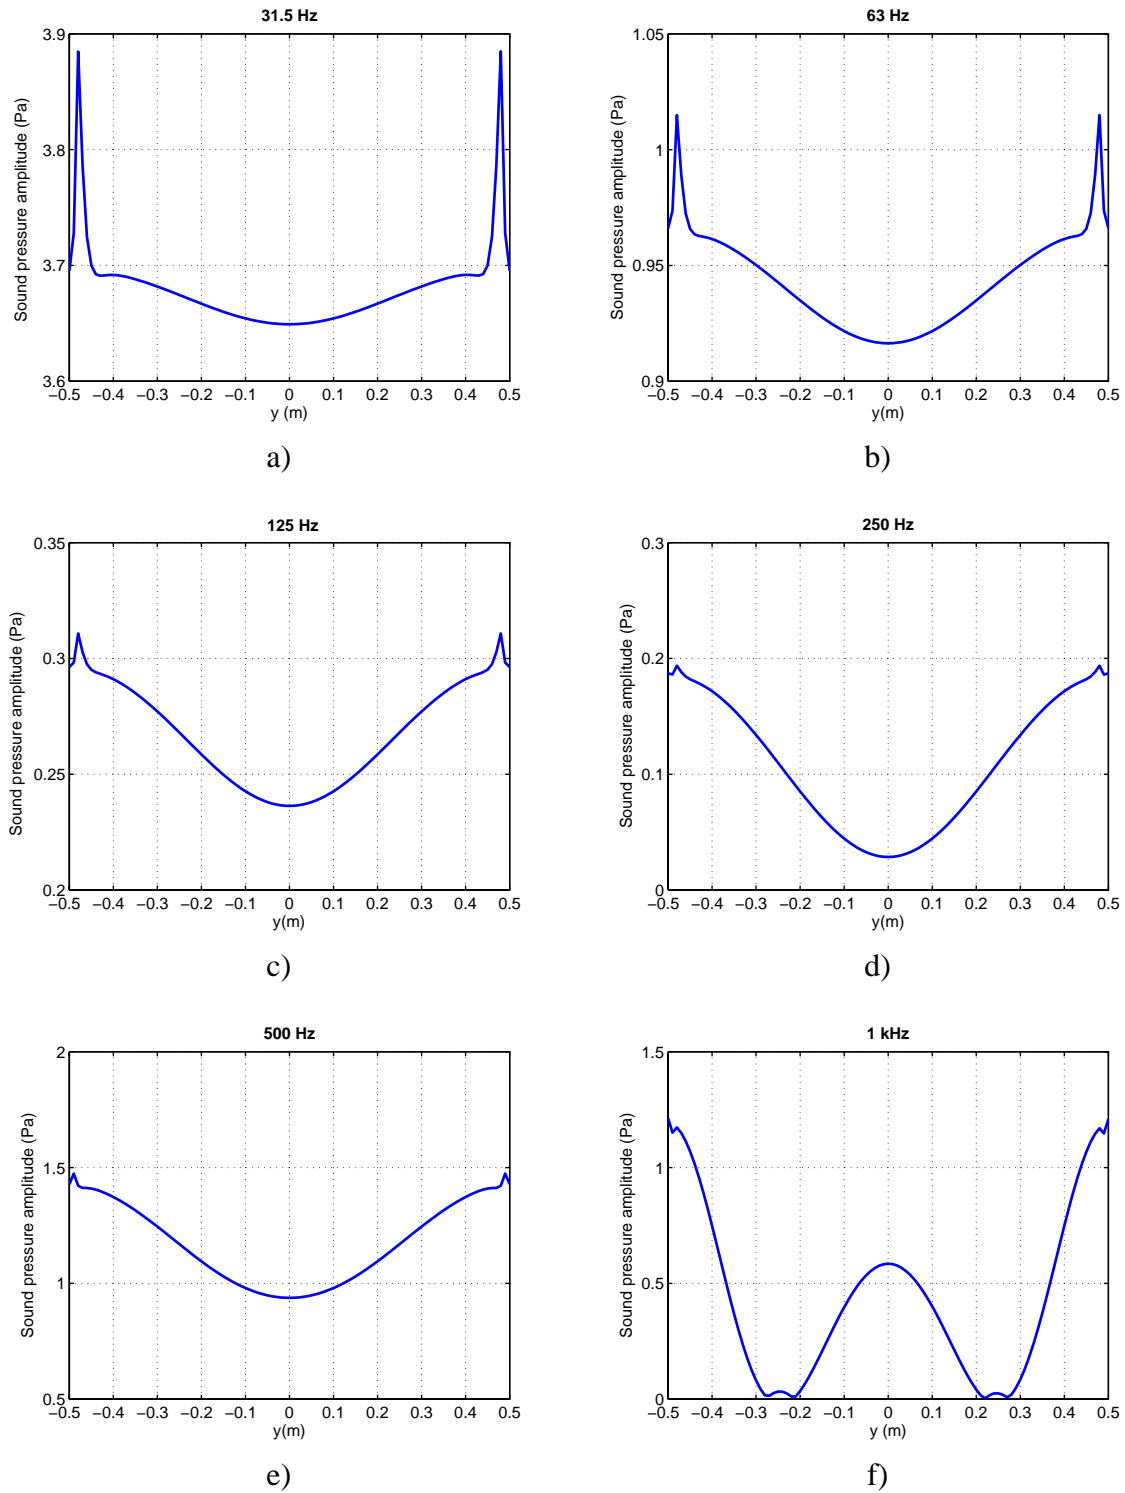 31.5 Hz
3.9
3.8
3.7
3.6
Sound pressure amplitude (Pa)
−0.5 −0.4 −0.3 −0.2 −0.1 0 0.1 0.2 0.3 0.4 0.5
y (m)
a)
63 Hz
1.05
1
0.95
0.9
Sound pressure amplitude (Pa)
−0.5 −0.4 −0.3 −0.2 −0.1 0 0.1 0.2 0.3 0.4 0.5
y(m)
b)
125 Hz
0.35
0.3
0.25
0.2
Sound pressure amplitude (Pa)
−0.5 −0.4 −0.3 −0.2 −0.1 0 0.1 0.2 0.3 0.4 0.5
y(m)
c)
250 Hz
0.3
0.2
0.1
0
Sound pressure amplitude (Pa)
−0.5 −0.4 −0.3 −0.2 −0.1 0 0.1 0.2 0.3 0.4 0.5
y(m)
d)
500 Hz
2
1.5
1
0.5
Sound pressure amplitude (Pa)
−0.5 −0.4 −0.3 −0.2 −0.1 0 0.1 0.2 0.3 0.4 0.5
y(m)
e)
1 kHz
1.5
1
0.5
0
Sound pressure amplitude (Pa)
−0.5 −0.4 −0.3 −0.2 −0.1 0 0.1 0.2 0.3 0.4 0.5
y (m)
f)